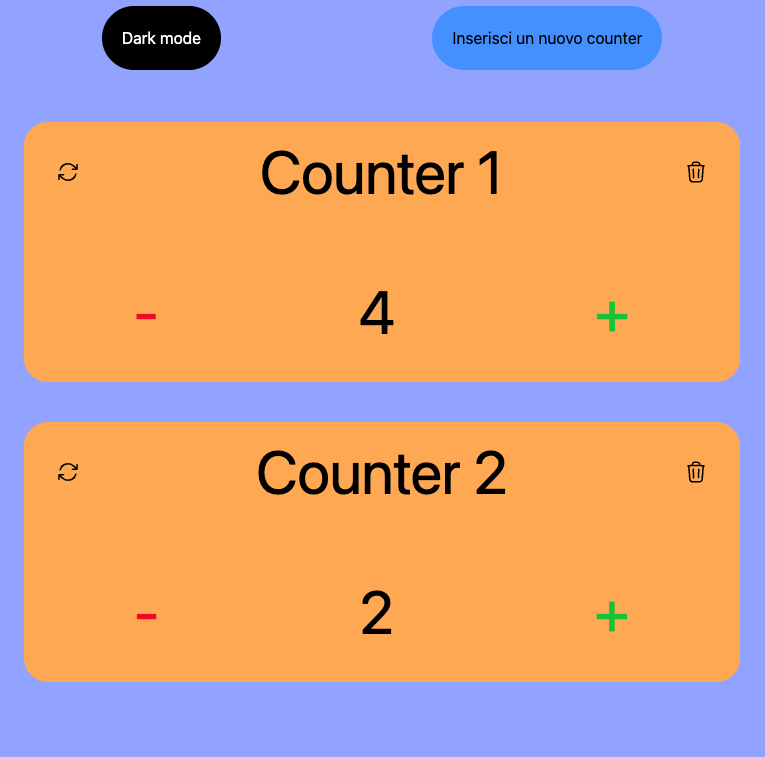 Dark mode
Inserisci un nuovo counter
Counter 1
- 4 +
Counter 2
- 2 +